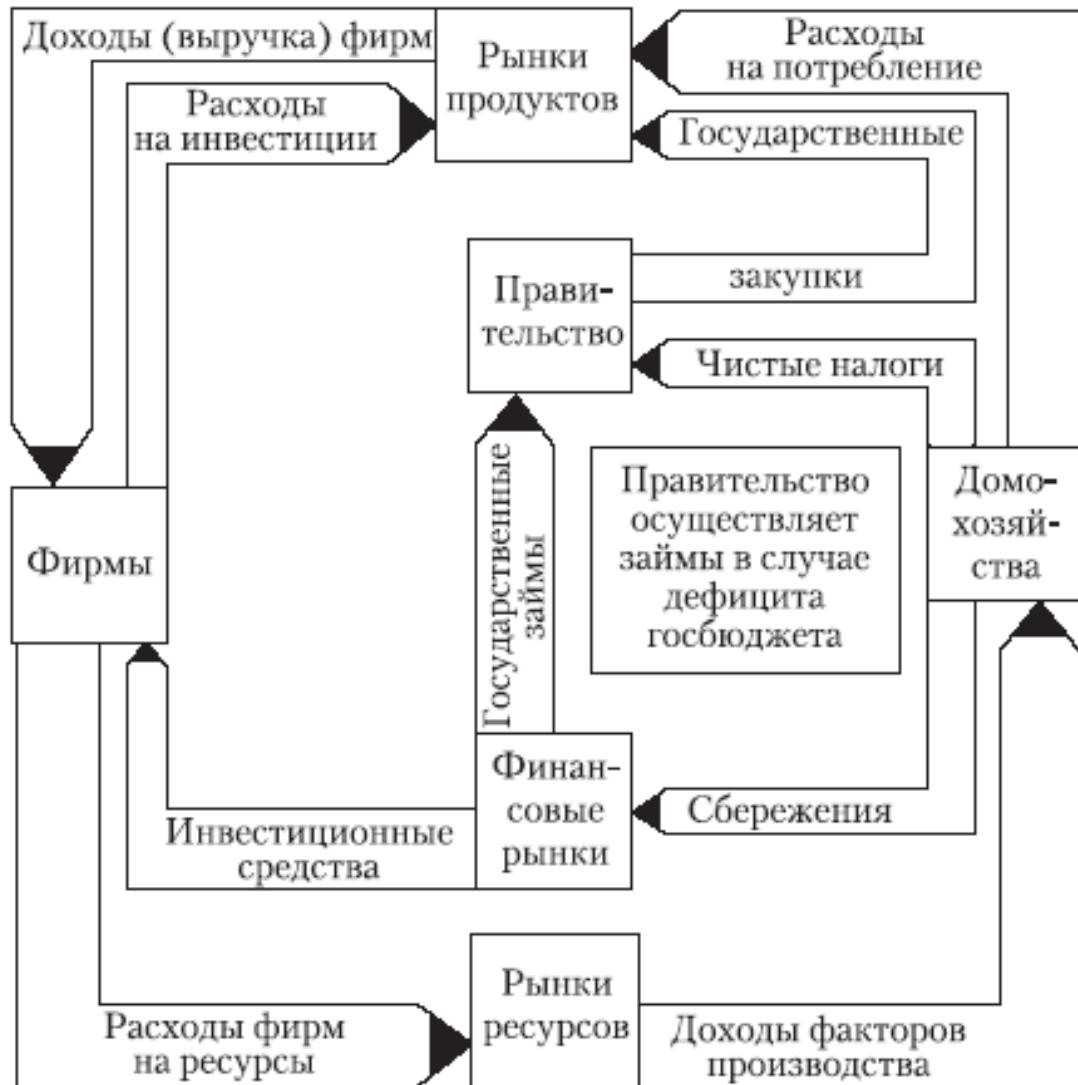 Доходы (выручка) фирм
Рынки
продуктов
Расходы
на потребление
Расходы
на инвестиции
Государственные
закупки
Прави-
тельство
Чистые налоги
Государственные
займы
Правительство
осуществляет
займы в случае
дефицита
госбюджета
Домо-
хозяй-
ства
Фирмы
Финан-
совые
рынки
Сбережения
Инвестиционные
средства
Рынки
ресурсов
Расходы фирм
на ресурсы
Доходы факторов
производства